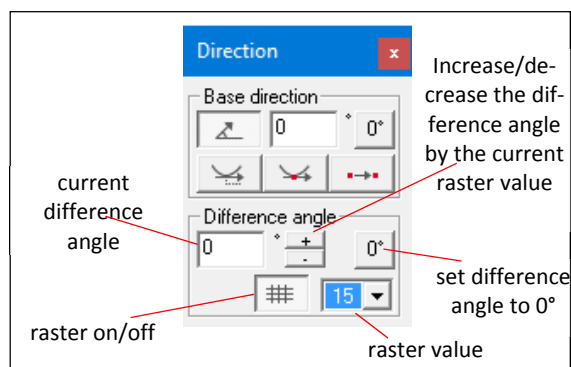 Direction
x
Base direction
0 ° 0°
Increase/de-
crease the dif-
ference angle
by the current
raster value
current
difference
angle
Difference angle
0 ° + 0°
-
15
set difference
angle to 0°
raster on/off
raster value